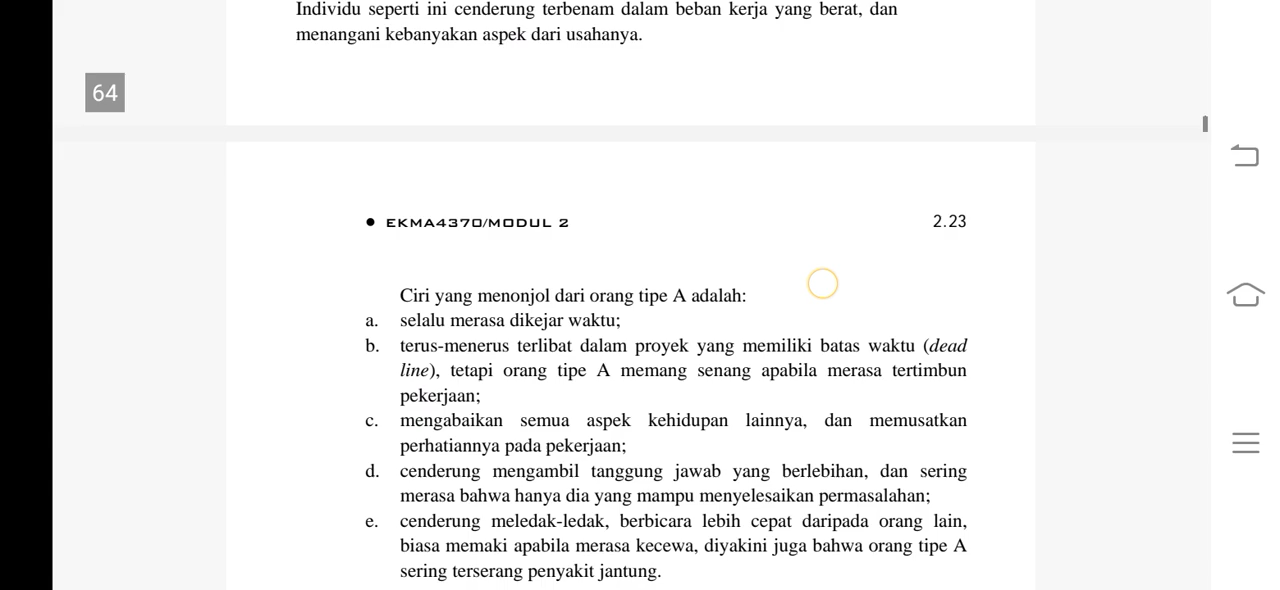 Individu seperti ini cenderung terbenam dalam beban kerja yang berat, dan
menangani kebanyakan aspek dari usahanya.
64
● EKMA4370/MODUL 2 2.23
Ciri yang menonjol dari orang tipe A adalah:
a. selalu merasa dikejar waktu;
b. terus-menerus terlibat dalam proyek yang memiliki batas waktu (dead
line), tetapi orang tipe A memang senang apabila merasa tertimbun
pekerjaan;
c. mengabaikan semua aspek kehidupan lainnya, dan memusatkan
perhatiannya pada pekerjaan;
d. cenderung mengambil tanggung jawab yang berlebihan, dan sering
merasa bahwa hanya dia yang mampu menyelesaikan permasalahan;
e. cenderung meledak-ledak, berbicara lebih cepat daripada orang lain,
biasa memaki apabila merasa kecewa, diyakini juga bahwa orang tipe A
sering terserang penyakit jantung.